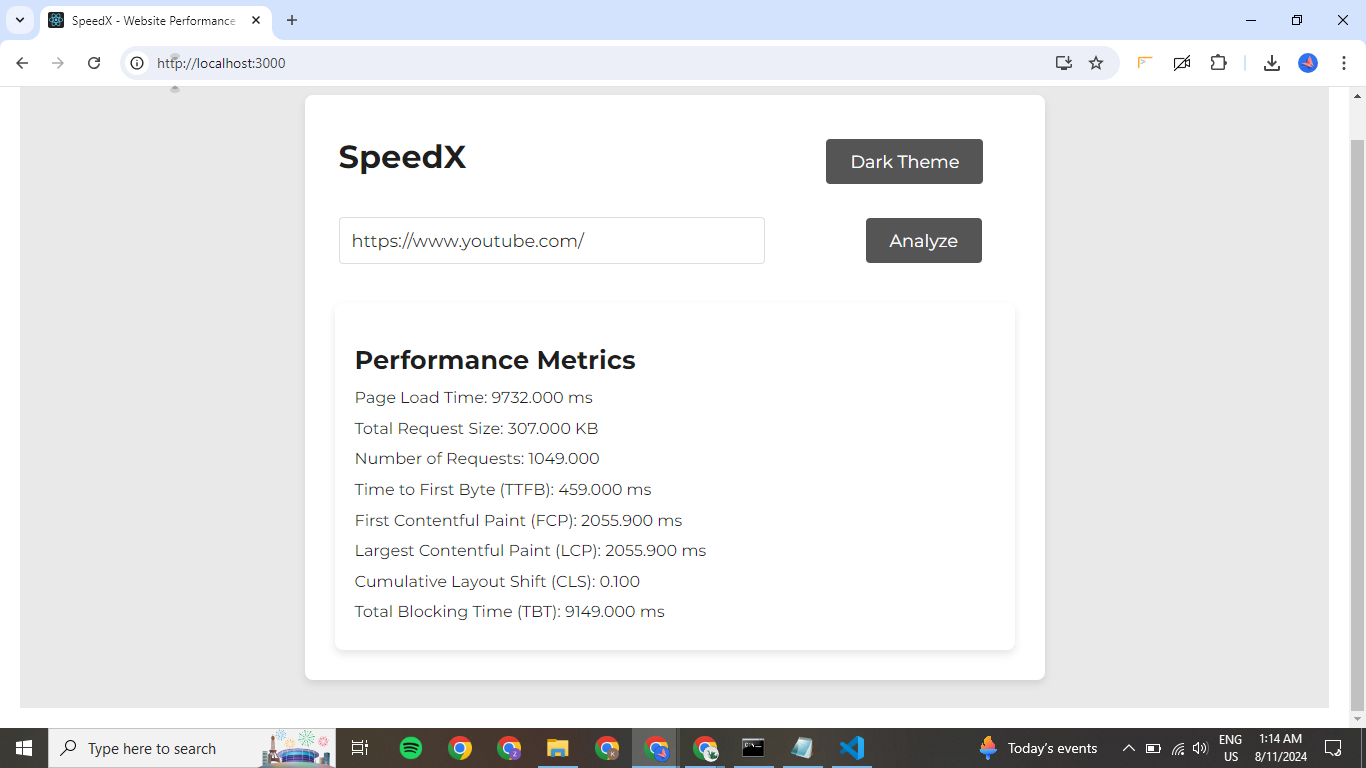 SpeedX - Website Performance
http://localhost:3000
SpeedX
Dark Theme
https://www.youtube.com/
Analyze
Performance Metrics
Page Load Time: 9732.000 ms
Total Request Size: 307.000 KB
Number of Requests: 1049.000
Time to First Byte (TTFB): 459.000 ms
First Contentful Paint (FCP): 2055.900 ms
Largest Contentful Paint (LCP): 2055.900 ms
Cumulative Layout Shift (CLS): 0.100
Total Blocking Time (TBT): 9149.000 ms
Type here to search
Today's events
ENG
US
1:14 AM
8/11/2024